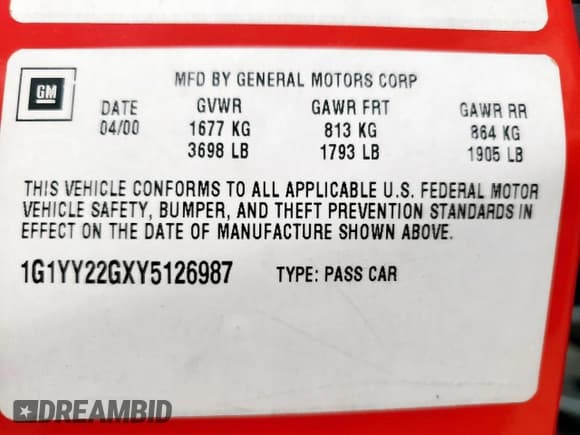 GM
MFD BY GENERAL MOTORS CORP
DATE GVWR GAWR FRT GAWR RR
04/00 1677 KG 813 KG 864 KG
3698 LB 1793 LB 1905 LB
THIS VEHICLE CONFORMS TO ALL APPLICABLE U.S. FEDERAL MOTOR
VEHICLE SAFETY, BUMPER, AND THEFT PREVENTION STANDARDS IN
EFFECT ON THE DATE OF MANUFACTURE SHOWN ABOVE.
1G1YY22GXY5126987 TYPE: PASS CAR
DREAMBID